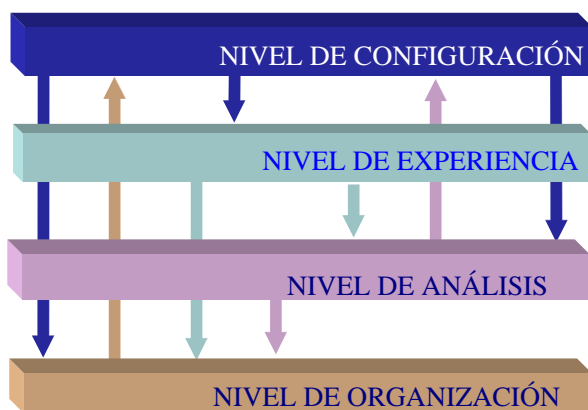 NIVEL DE CONFIGURACIÓN
NIVEL DE EXPERIENCIA
NIVEL DE ANÁLISIS
NIVEL DE ORGANIZACIÓN